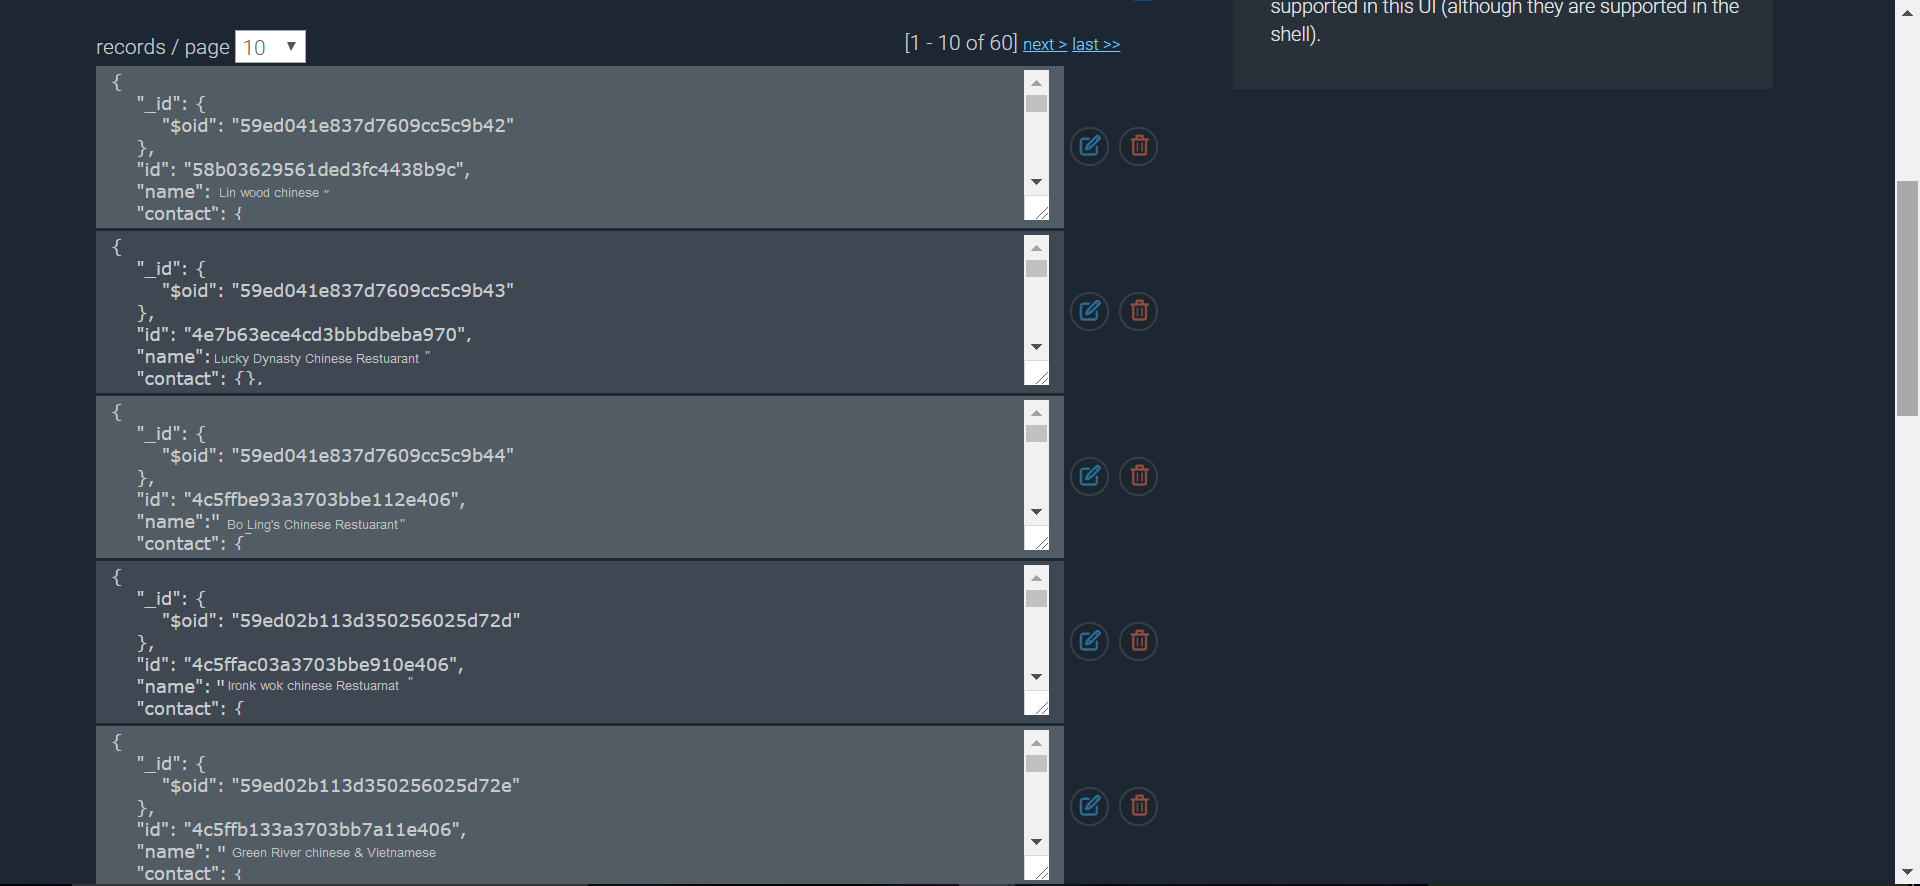 supported in this UI (although they are supported in the
shell).
records / page 10
[1 - 10 of 60] next > last >>
{
"_id": {
"$oid": "59ed041e837d7609cc5c9b42"
},
"id": "58b03629561ded3fc4438b9c",
"name": Lin wood chinese "
"contact": {
{
"_id": {
"$oid": "59ed041e837d7609cc5c9b43"
},
"id": "4e7b63ece4cd3bbbdbeba970",
"name": Lucky Dynasty Chinese Restuarant "
"contact": {},
{
"_id": {
"$oid": "59ed041e837d7609cc5c9b44"
},
"id": "4c5ffbe93a3703bbe112e406",
"name":" Bo Ling's Chinese Restuarant"
"contact": {
{
"_id": {
"$oid": "59ed02b113d350256025d72d"
},
"id": "4c5ffac03a3703bbe910e406",
"name": "Ironk wok chinese Restuarnat "
"contact": {
{
"_id": {
"$oid": "59ed02b113d350256025d72e"
},
"id": "4c5ffb133a3703bb7a11e406",
"name": " Green River chinese & Vietnamese
"contact": {